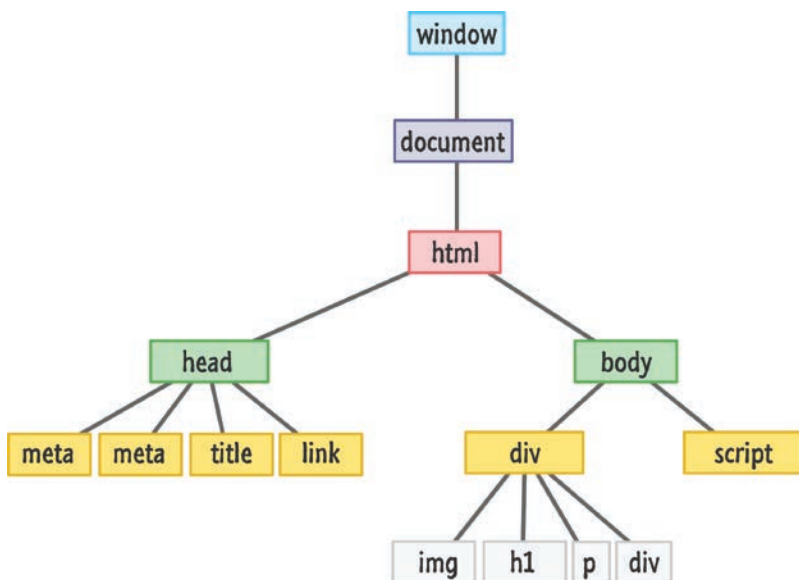 window
document
html
head body
meta meta title link div script
img h1 p div